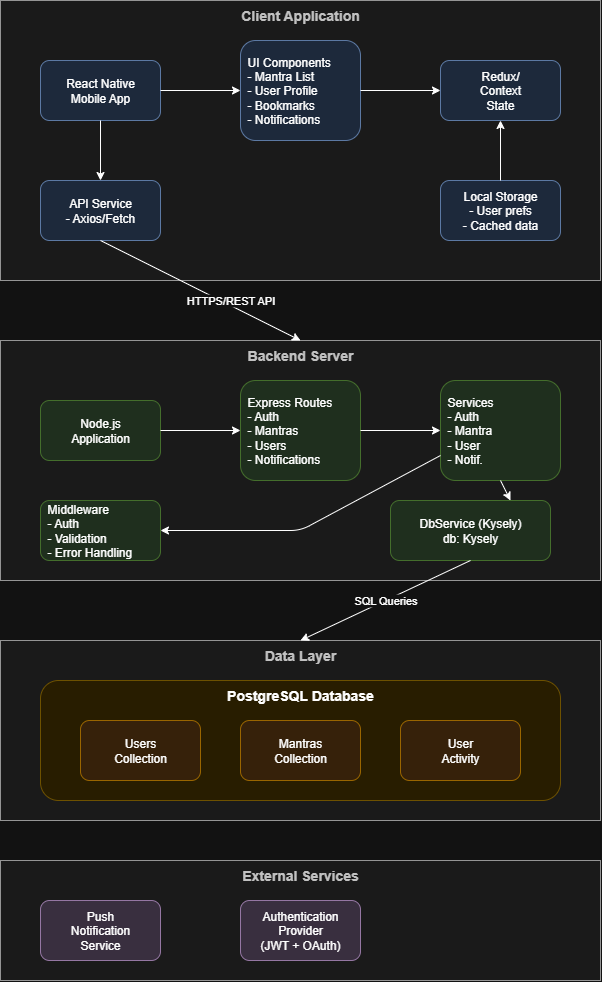 Client Application
React Native
Mobile App
UI Components
- Mantra List
- User Profile
- Bookmarks
- Notifications
Redux/
Context
State
API Service
- Axios/Fetch
Local Storage
- User prefs
- Cached data
HTTPS/REST API
Backend Server
Node.js
Application
Express Routes
- Auth
- Mantras
- Users
- Notifications
Services
- Auth
- Mantra
- User
- Notif.
Middleware
- Auth
- Validation
- Error Handling
DbService (Kysely)
db: Kysely
SQL Queries
Data Layer
PostgreSQL Database
Users
Collection
Mantras
Collection
User
Activity
External Services
Push
Notification
Service
Authentication
Provider
(JWT + OAuth)